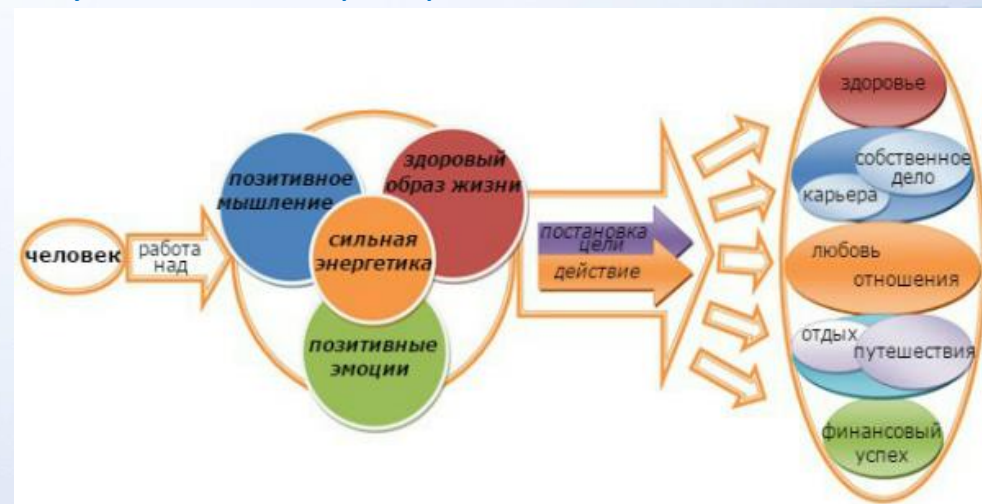 человек
работа
над
позитивное
мышление
здоровый
образ жизни
сильная
энергетика
позитивные
эмоции
постановка
цели
действие
здоровье
собственное
дело
карьера
любовь
отношения
отдых
путешествия
финансовый
успех